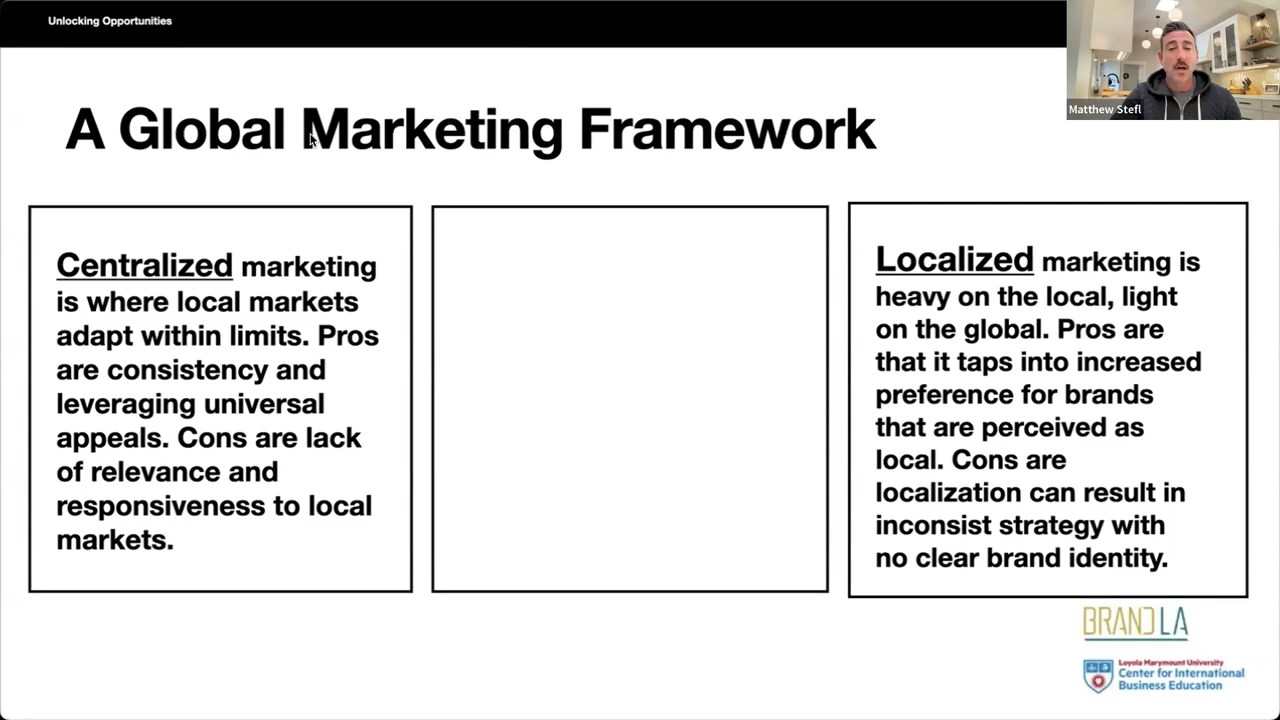 Unlocking Opportunities
Matthew Stefl
A Global Marketing Framework
Centralized marketing
is where local markets
adapt within limits. Pros
are consistency and
leveraging universal
appeals. Cons are lack
of relevance and
responsiveness to local
markets.
Localized marketing is
heavy on the local, light
on the global. Pros are
that it taps into increased
preference for brands
that are perceived as
local. Cons are
localization can result in
inconsist strategy with
no clear brand identity.
BRAND LA
Loyola Marymount University
Center for International
Business Education